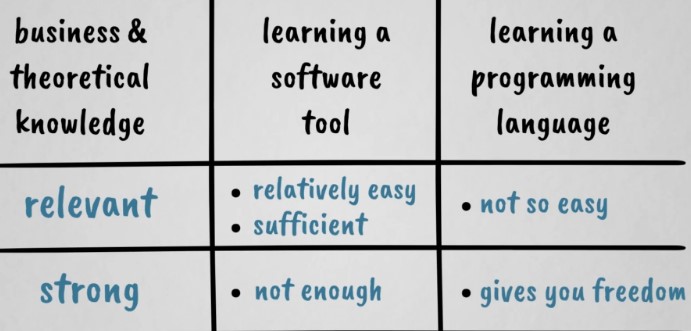 business &
theoretical
knowledge
learning a
software
tool
learning a
programming
language
relevant
• relatively easy
• sufficient
• not so easy
strong
• not enough
• gives you freedom